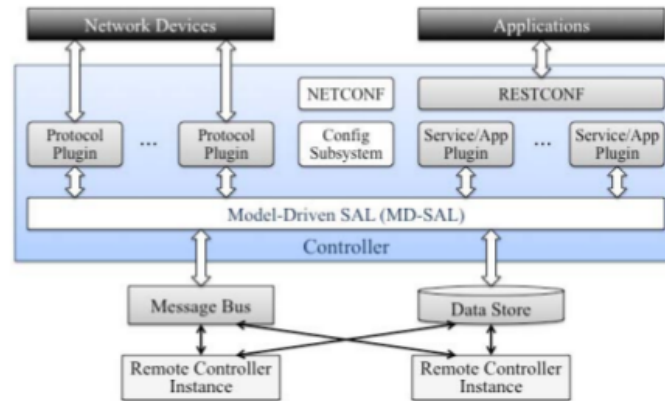 Network Devices
Applications
NETCONF
RESTCONF
Protocol
Plugin
...
Protocol
Plugin
Config
Subsystem
Service/App
Plugin
...
Service/App
Plugin
Model-Driven SAL (MD-SAL)
Controller
Message Bus
Data Store
Remote Controller
Instance
Remote Controller
Instance